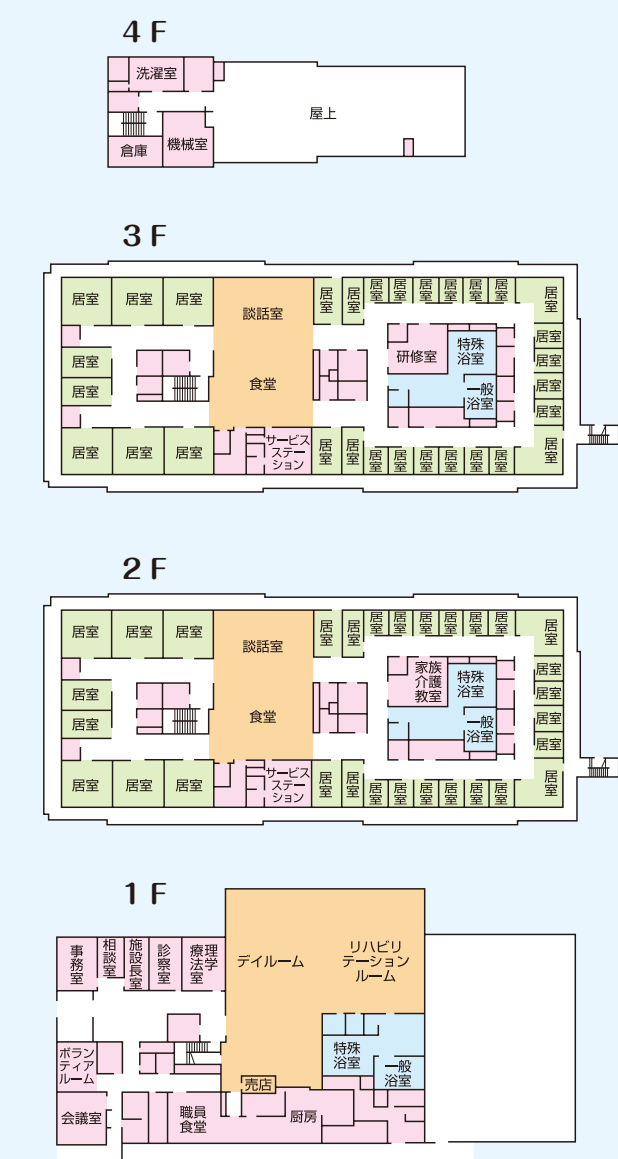 4F
洗濯室
屋上
倉庫
機械室
3F
居室
居室
居室
談話室
居室
居室
居室
居室
居室
居室
居室
居室
居室
居室
居室
食堂
研修室
特殊
浴室
一般
浴室
居室
居室
居室
居室
居室
居室
居室
サービス
ステー
ション
居室
居室
居室
居室
居室
居室
居室
居室
居室
2F
居室
居室
居室
談話室
居室
居室
居室
居室
居室
居室
居室
居室
居室
居室
居室
食堂
家族
介護
教室
特殊
浴室
一般
浴室
居室
居室
居室
居室
居室
居室
居室
サービス
ステー
ション
居室
居室
居室
居室
居室
居室
居室
居室
居室
1F
事務室
相談室
施設長室
診察室
理学
療法室
デイルーム
リハビリ
テーション
ルーム
ボラン
ティア
ルーム
特殊
浴室
一般
浴室
売店
会議室
職員
食堂
厨房